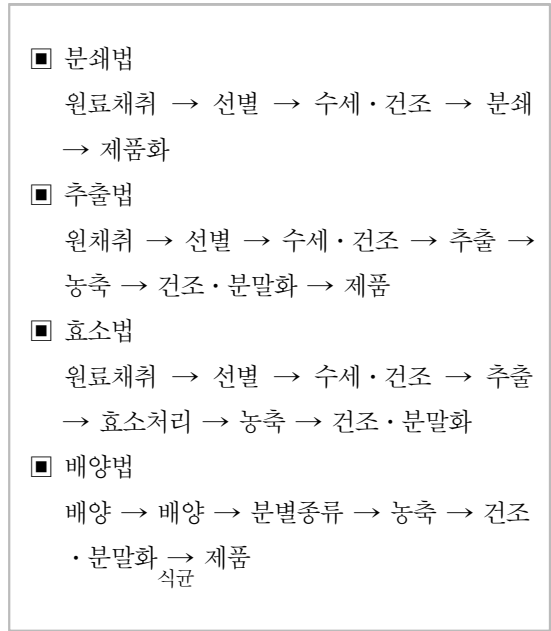 ▣ 분쇄법
원료채취 → 선별 → 수세·건조 → 분쇄
→ 제품화
▣ 추출법
원채취 → 선별 → 수세·건조 → 추출 →
농축 → 건조·분말화 → 제품
▣ 효소법
원료채취 → 선별 → 수세·건조 → 추출
→ 효소처리 → 농축 → 건조·분말화
▣ 배양법
배양 → 배양 → 분별종류 → 농축 → 건조
·분말화 → 제품
식균